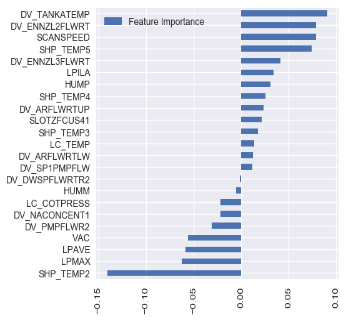 DV_TANKATEMP
DV_ENNZL2FLWRT
SCANSPEED
SHP_TEMP5
DV_ENNZL3FLWRT
LPILA
HUMP
SHP_TEMP4
DV_ARFLWRTUP
SLOTZFCUS41
SHP_TEMP3
LC_TEMP
DV_ARFLWRTLW
DV_SP1PMPFLW
DV_DWSPFLWRTR2
HUMM
LC_COTPRESS
DV_NACONCENT1
DV_PMPFLWR2
VAC
LPAVE
LPMAX
SHP_TEMP2
Feature Importance
−0.15
−0.10
−0.05
0.00
0.05
0.10